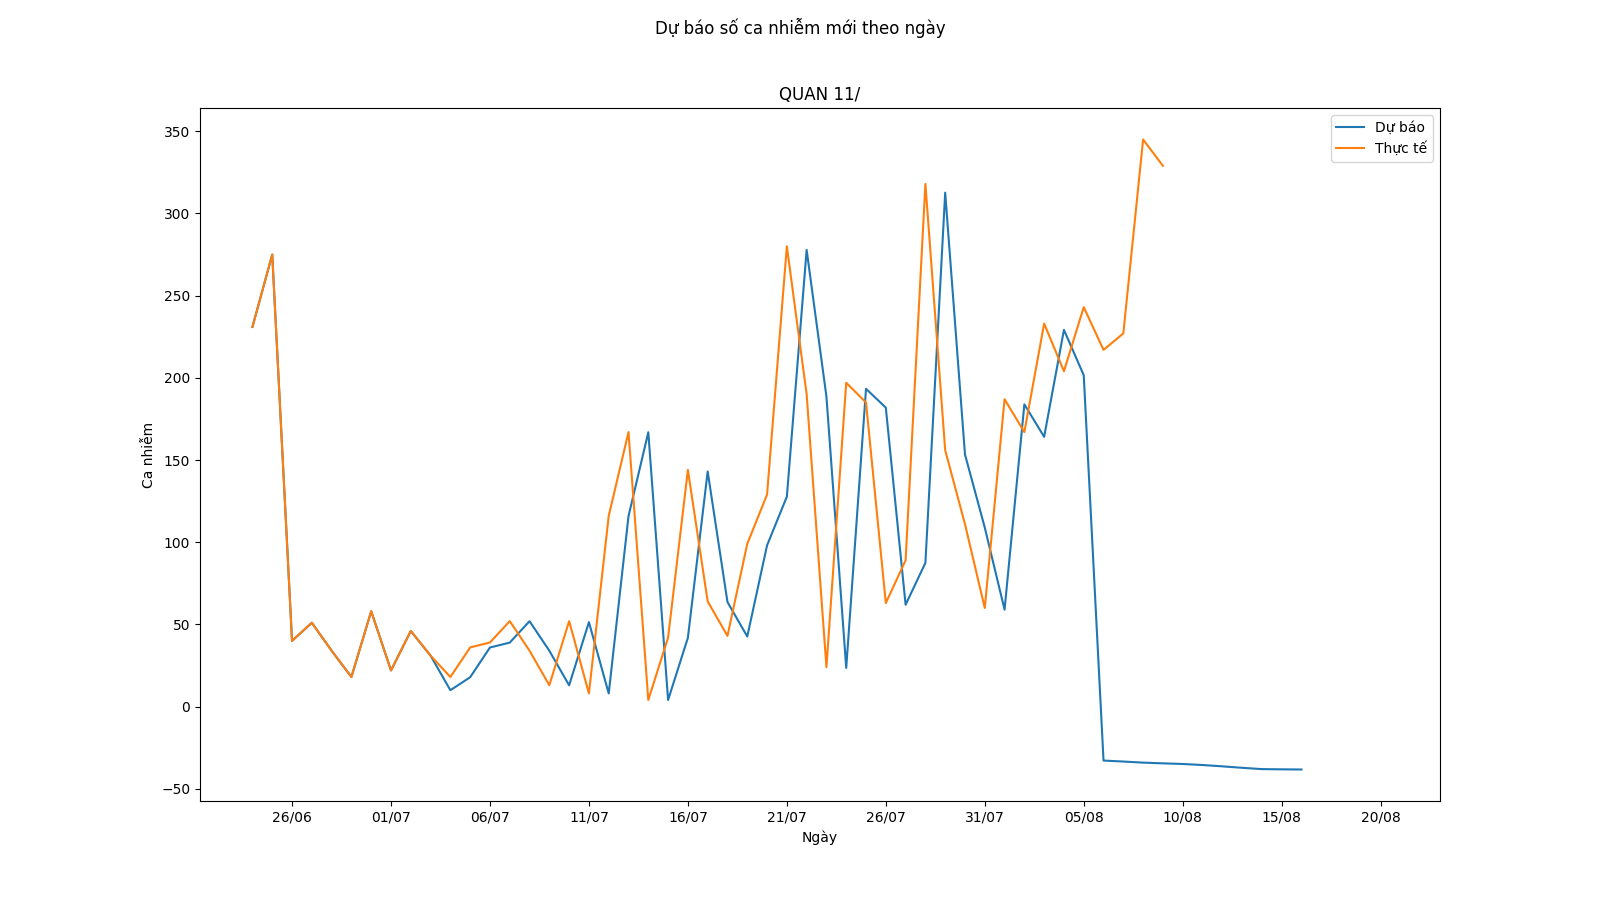 Dự báo số ca nhiễm mới theo ngày
QUAN 11/
Dự báo
Thực tế
350
300
250
200
150
100
50
0
−50
Ca nhiễm
26/06 01/07 06/07 11/07 16/07 21/07 26/07 31/07 05/08 10/08 15/08 20/08
Ngày